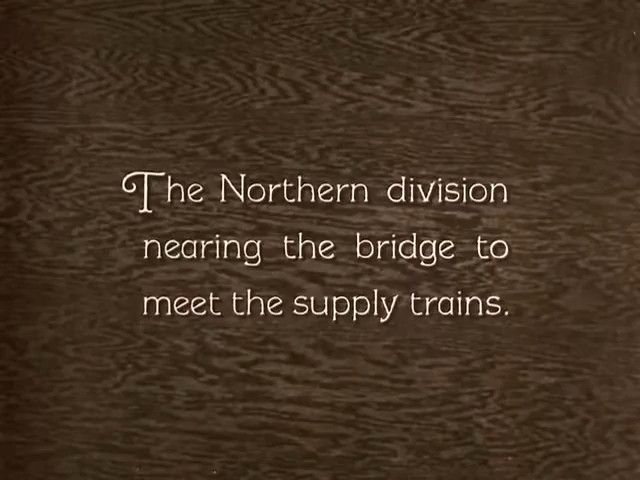 The Northern division
nearing the bridge to
meet the supply trains.